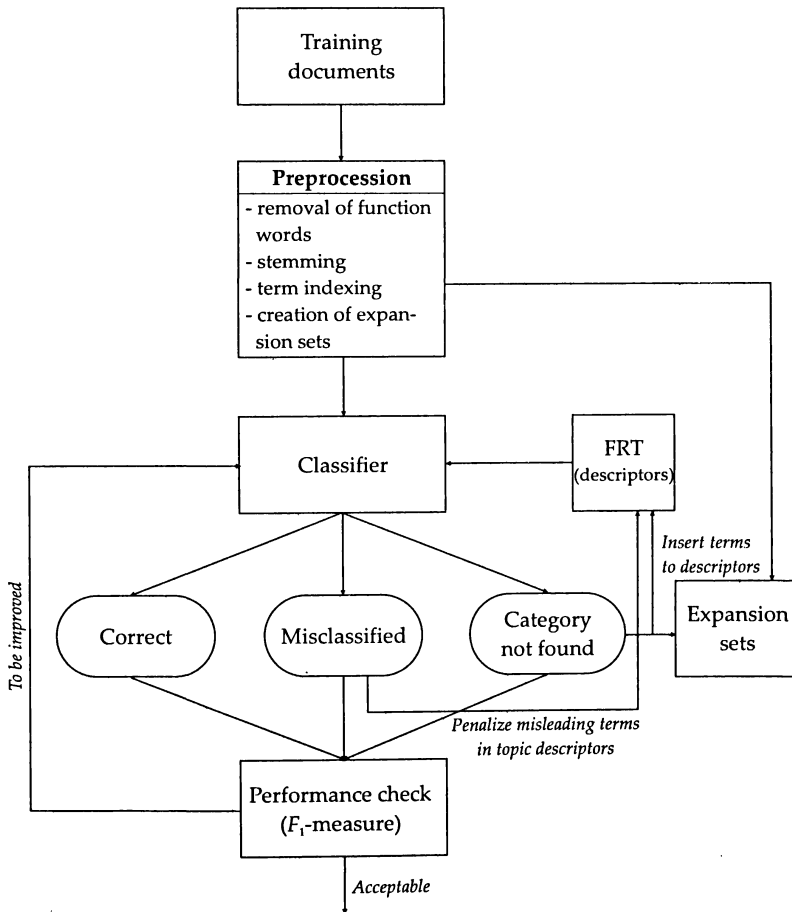 Training
documents
Preprocession
- removal of function
words
- stemming
- term indexing
- creation of expan-
sion sets
Classifier
FRT
(descriptors)
To be improved
Insert terms
to descriptors
Correct
Misclassified
Category
not found
Expansion
sets
Penalize misleading terms
in topic descriptors
Performance check
(F₁-measure)
Acceptable